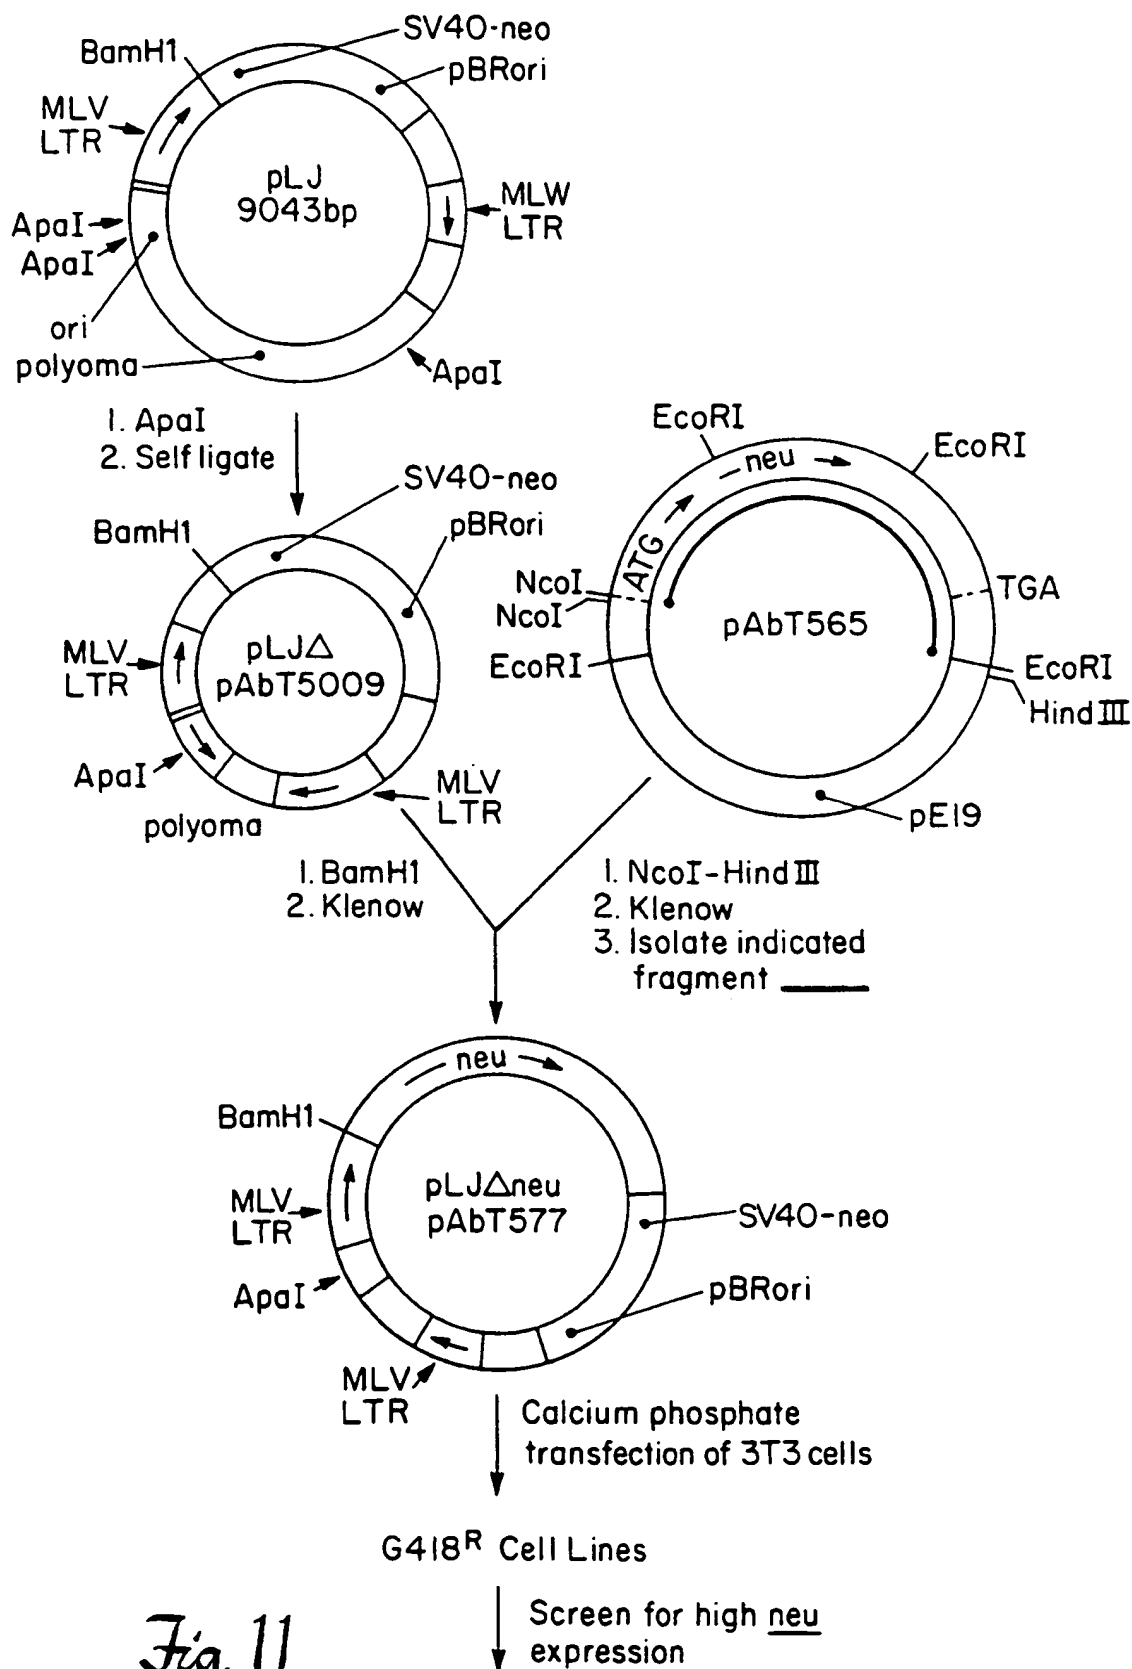 SV40-neo
BamH1
pBRori
MLV
LTR
pLJ
9043bp
MLW
LTR
ApaI
ApaI
ori
polyoma
ApaI
1. ApaI
2. Self ligate
SV40-neo
BamH1
pBRori
MLV
LTR
pLJ△
pAbT5009
ApaI
polyoma
MLV
LTR
EcoRI
EcoRI
neu
ATG
NcoI
NcoI
TGA
pAbT565
EcoRI
EcoRI
Hind III
pE19
1. BamH1
2. Klenow
1. NcoI-Hind III
2. Klenow
3. Isolate indicated
fragment
neu
BamH1
pLJ△neu
pAbT577
MLV
LTR
SV40-neo
ApaI
pBRori
MLV
LTR
Calcium phosphate
transfection of 3T3 cells
G418R Cell Lines
Screen for high neu
expression
Fig. 11